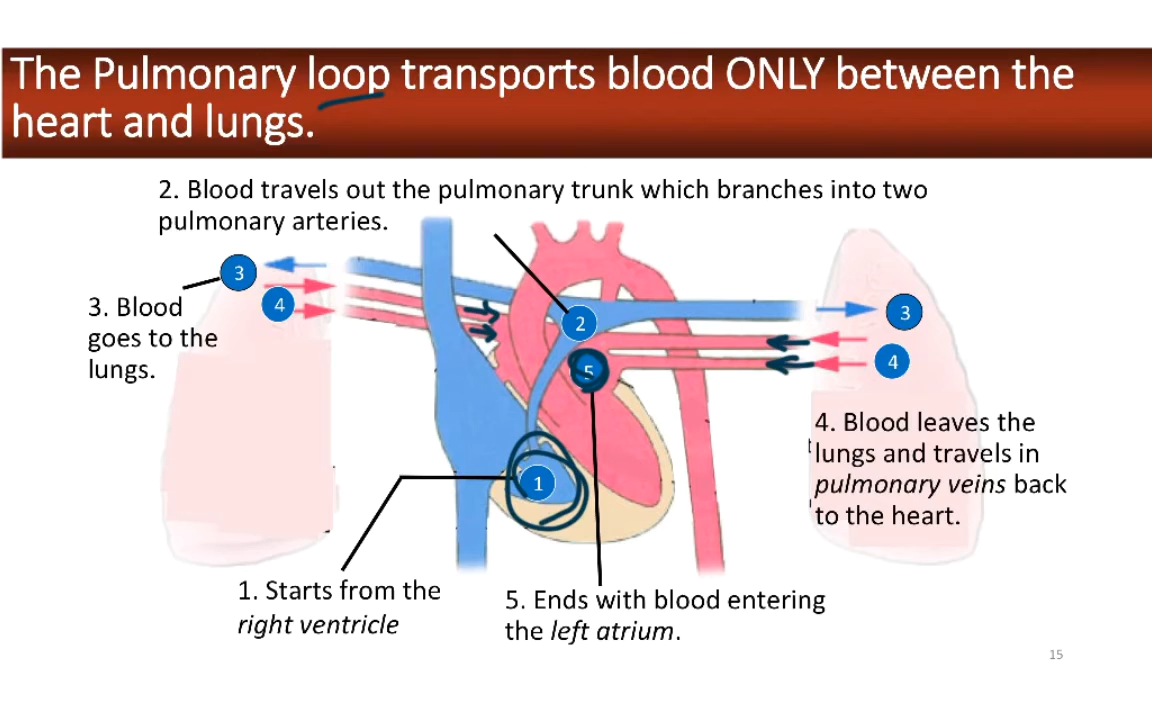 The Pulmonary loop transports blood ONLY between the
heart and lungs.
2. Blood travels out the pulmonary trunk which branches into two
pulmonary arteries.
3
4
3. Blood
goes to the
lungs.
2
5
1
3
4
4. Blood leaves the
lungs and travels in
pulmonary veins back
to the heart.
1. Starts from the
right ventricle
5. Ends with blood entering
the left atrium.
15